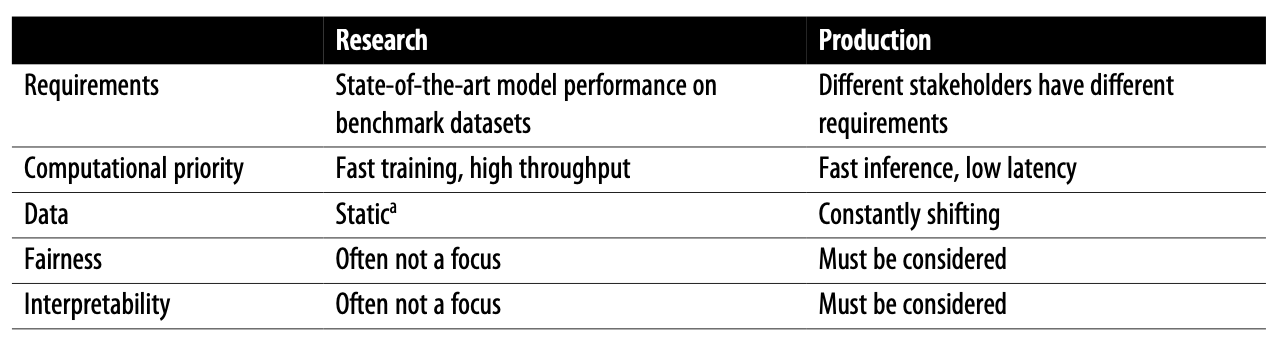 Research Production
Requirements State-of-the-art model performance on Different stakeholders have different
benchmark datasets requirements
Computational priority Fast training, high throughput Fast inference, low latency
Data Staticᵃ Constantly shifting
Fairness Often not a focus Must be considered
Interpretability Often not a focus Must be considered